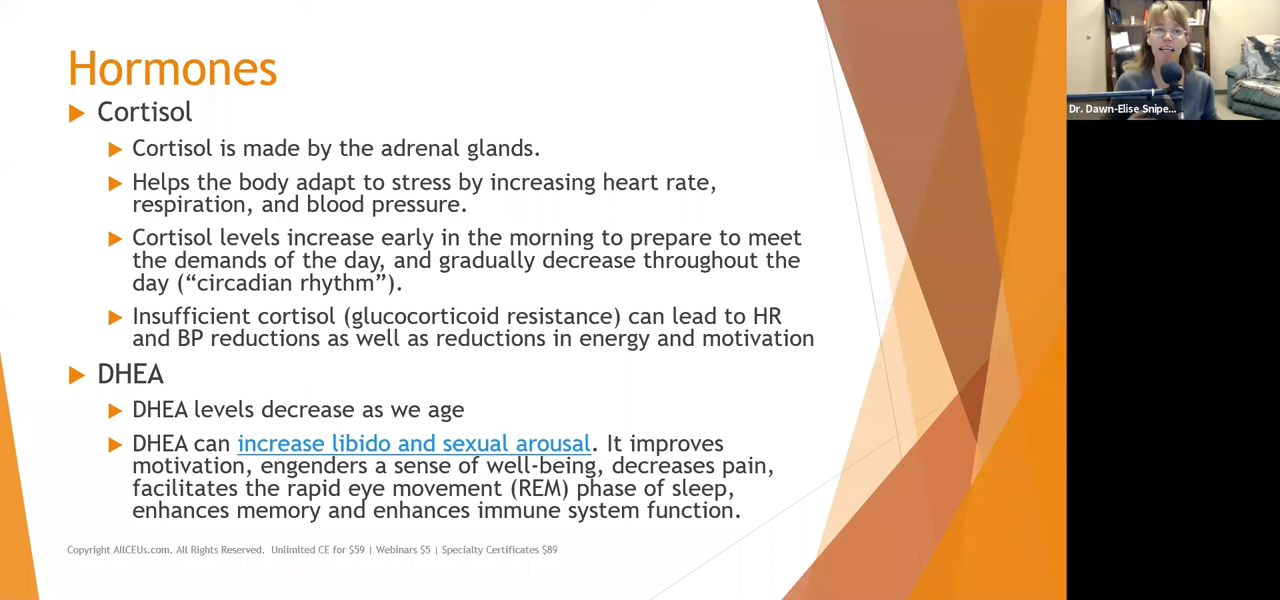 Hormones
Cortisol
Cortisol is made by the adrenal glands.
Helps the body adapt to stress by increasing heart rate,
respiration, and blood pressure.
Cortisol levels increase early in the morning to prepare to meet
the demands of the day, and gradually decrease throughout the
day (“circadian rhythm”).
Insufficient cortisol (glucocorticoid resistance) can lead to HR
and BP reductions as well as reductions in energy and motivation
DHEA
DHEA levels decrease as we age
DHEA can increase libido and sexual arousal. It improves
motivation, engenders a sense of well-being, decreases pain,
facilitates the rapid eye movement (REM) phase of sleep,
enhances memory and enhances immune system function.
Copyright AllCEUs.com. All Rights Reserved. Unlimited CE for $59 | Webinars $5 | Specialty Certificates $89
Dr. Dawn-Elise Snipe...